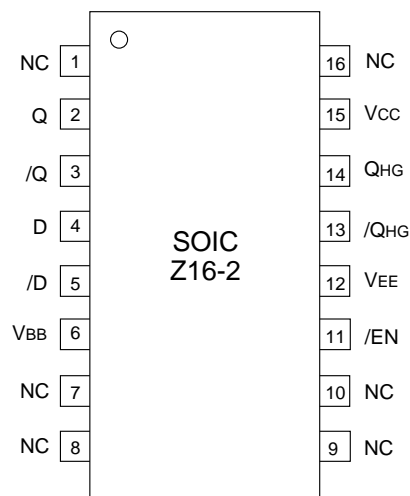 NC 1 16 NC
Q 2 15 VCC
/Q 3 14 QHG
D 4 13 /QHG
SOIC
Z16-2
/D 5 12 VEE
VBB 6 11 /EN
NC 7 10 NC
NC 8 9 NC